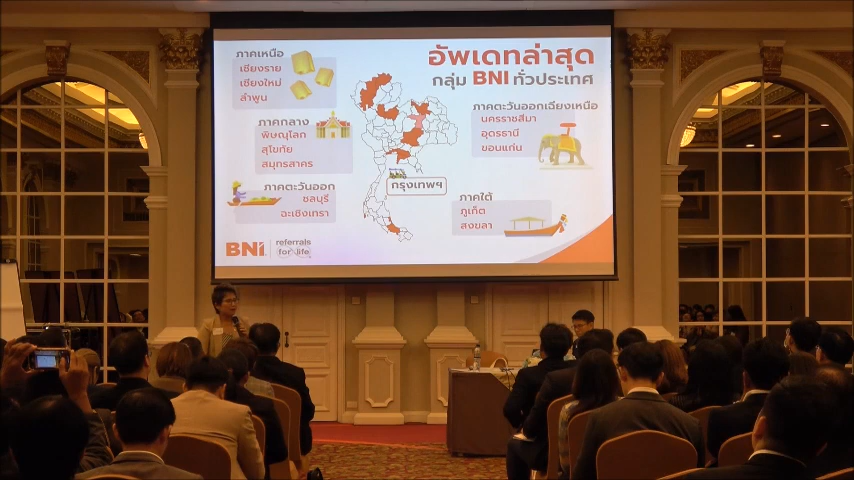 อัพเดทล่าสุด
กลุ่ม BNI ทั่วประเทศ
ภาคเหนือ
เชียงราย
เชียงใหม่
ลำพูน
ภาคกลาง
พิษณุโลก
สุโขทัย
สมุทรสาคร
ภาคตะวันออก
ชลบุรี
ฉะเชิงเทรา
ภาคตะวันออกเฉียงเหนือ
นครราชสีมา
อุดรธานี
ขอนแก่น
กรุงเทพฯ
ภาคใต้
ภูเก็ต
สงขลา
BNI
referrals
for life